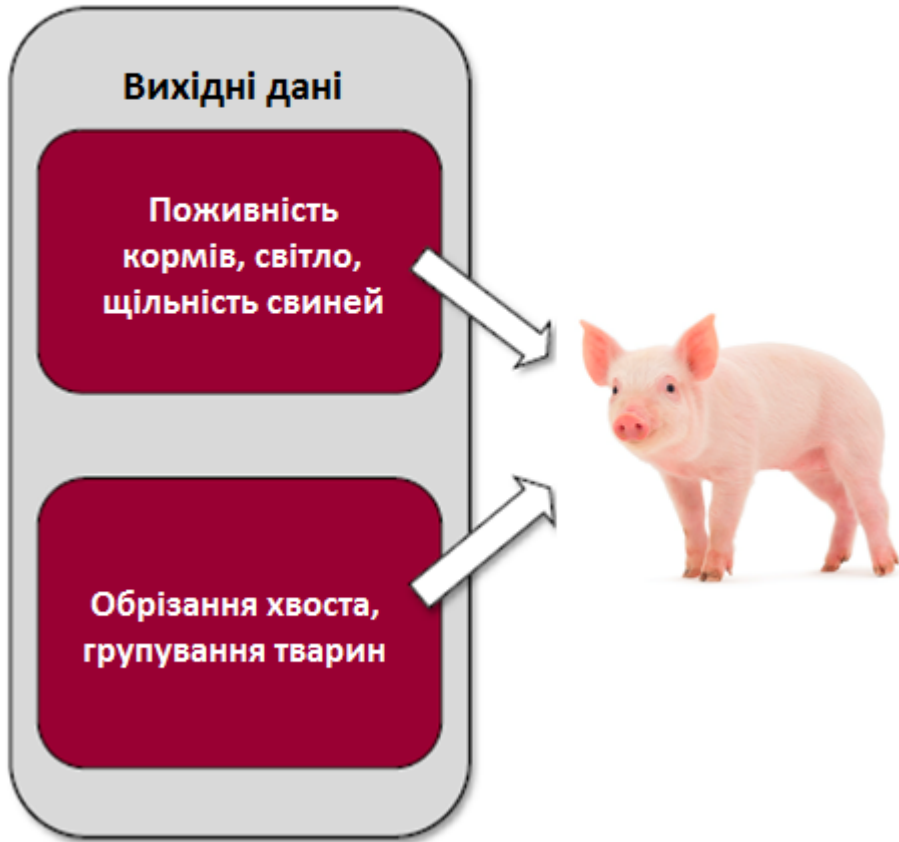 Вихідні дані
Поживність
кормів, світло,
щільність свиней
Обрізання хвоста,
групування тварин